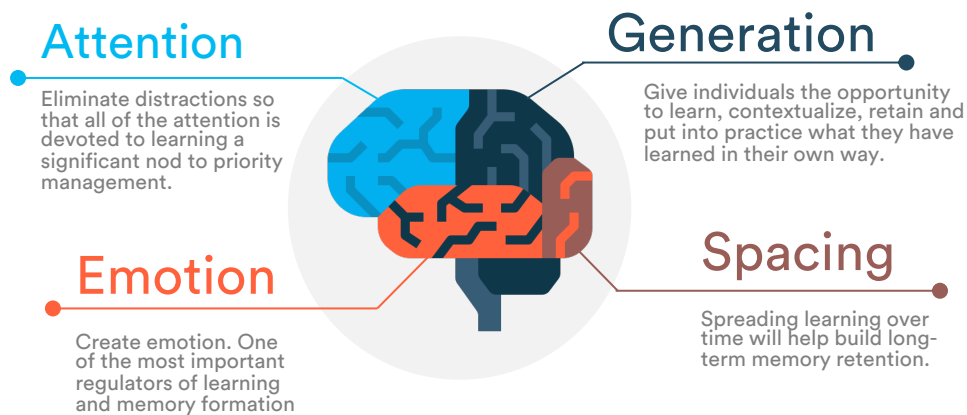 Attention
Eliminate distractions so
that all of the attention is
devoted to learning a
significant nod to priority
management.
Generation
Give individuals the opportunity
to learn, contextualize, retain and
put into practice what they have
learned in their own way.
Emotion
Create emotion. One
of the most important
regulators of learning
and memory formation
Spacing
Spreading learning over
time will help build long-
term memory retention.